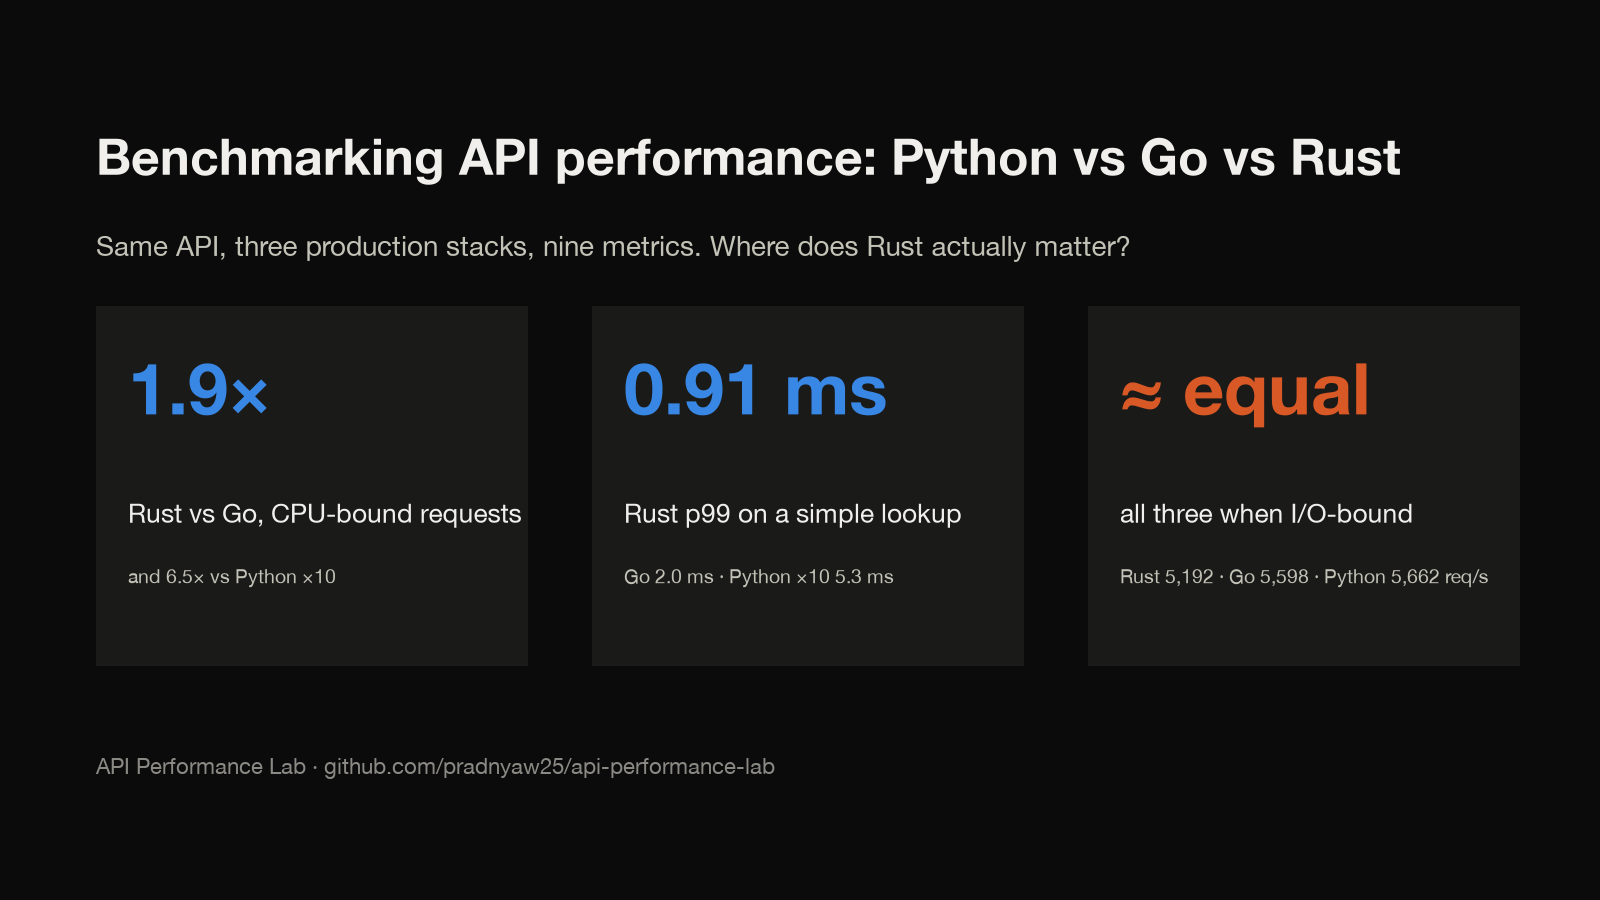 Benchmarking API performance: Python vs Go vs Rust
Same API, three production stacks, nine metrics. Where does Rust actually matter?
1.9×
Rust vs Go, CPU-bound requests
and 6.5× vs Python ×10
0.91 ms
Rust p99 on a simple lookup
Go 2.0 ms · Python ×10 5.3 ms
≈ equal
all three when I/O-bound
Rust 5,192 · Go 5,598 · Python 5,662 req/s
API Performance Lab · github.com/pradnyaw25/api-performance-lab